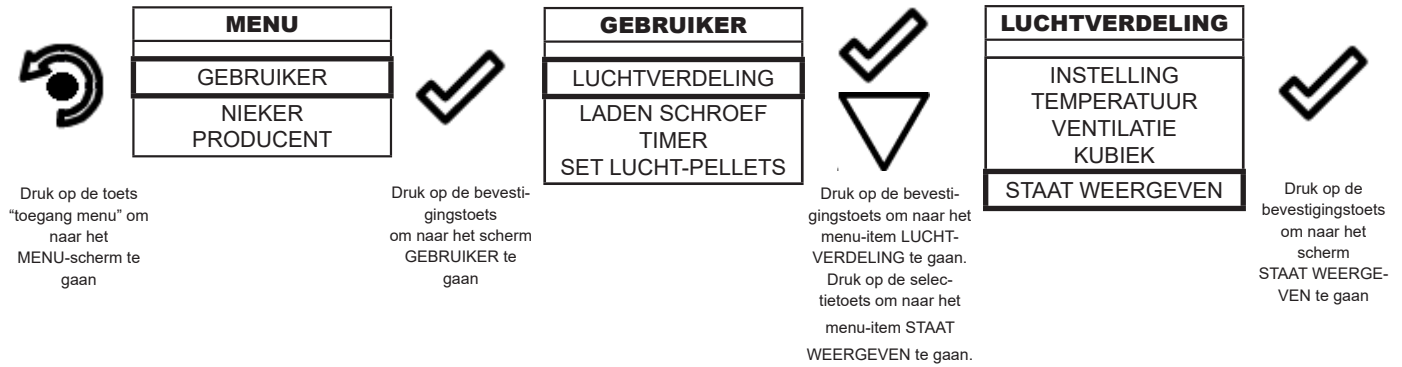 MENU
GEBRUIKER
NIEKER
PRODUCENT
Druk op de toets
“toegang menu” om
naar het
MENU-scherm te
gaan
Druk op de bevesti-
gingstoets
om naar het scherm
GEBRUIKER te
gaan
GEBRUIKER
LUCHTVERDELING
LADEN SCHROEF
TIMER
SET LUCHT-PELLETS
Druk op de bevesti-
gingstoets om naar het
menu-item LUCHT-
VERDELING te gaan.
Druk op de selec-
tietoets om naar het
menu-item STAAT
WEERGEVEN te gaan.
LUCHTVERDELING
INSTELLING
TEMPERATUUR
VENTILATIE
KUBIEK
STAAT WEERGEVEN
Druk op de
bevestigingstoets
om naar het
scherm
STAAT WEERGE-
VEN te gaan